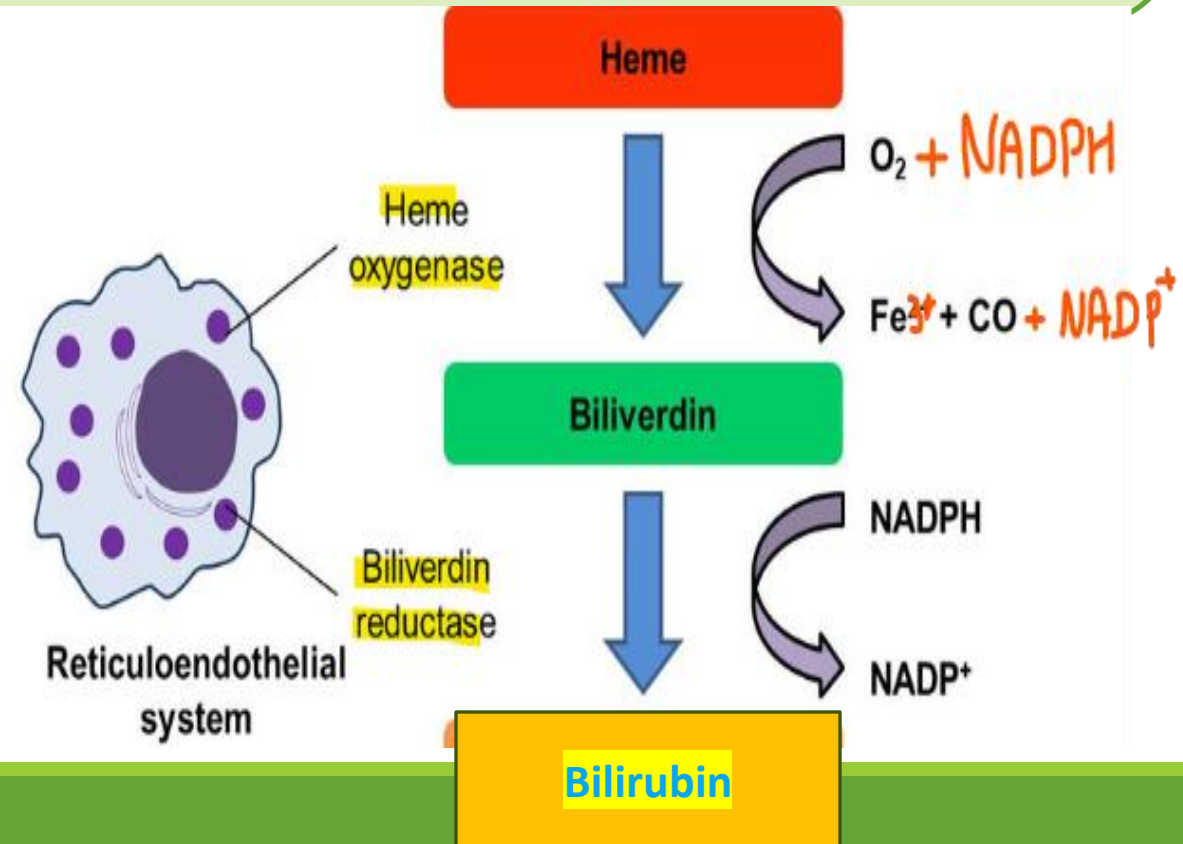 Heme
O₂ + NADPH
Heme
oxygenase
Fe3+ + CO + NADP+
Biliverdin
NADPH
Biliverdin
reductase
Reticuloendothelial
system
NADP+
Bilirubin